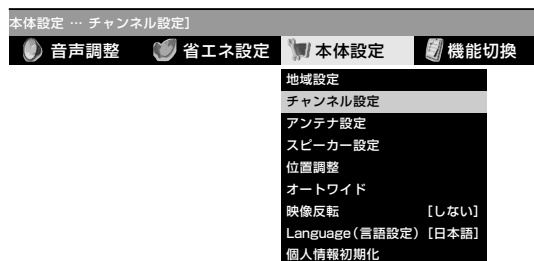 本体設定 … チャンネル設定]
音声調整 省エネ設定 本体設定 機能切換
地域設定
チャンネル設定
アンテナ設定
スピーカー設定
位置調整
オートワイド
映像反転 [しない]
Language(言語設定) [日本語]
個人情報初期化